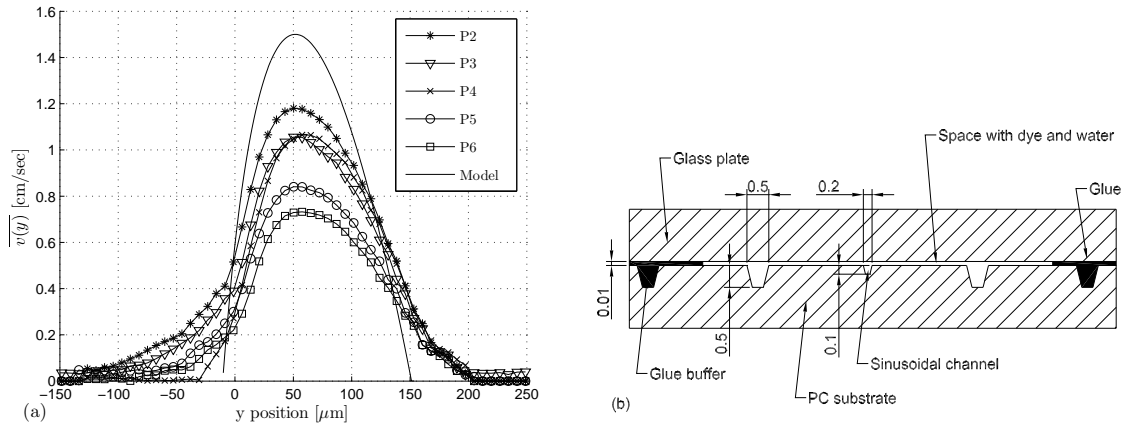 1.6
1.4
1.2
1
0.8
0.6
0.4
0.2
0
v(y) [cm/sec]
−150
−100
−50
0
50
100
150
200
250
y position [μm]
(a)
P2
P3
P4
P5
P6
Model
Glass plate
0.5
0.2
Space with dye and water
Glue
0.01
0.5
0.1
Glue buffer
Sinusoidal channel
PC substrate
(b)